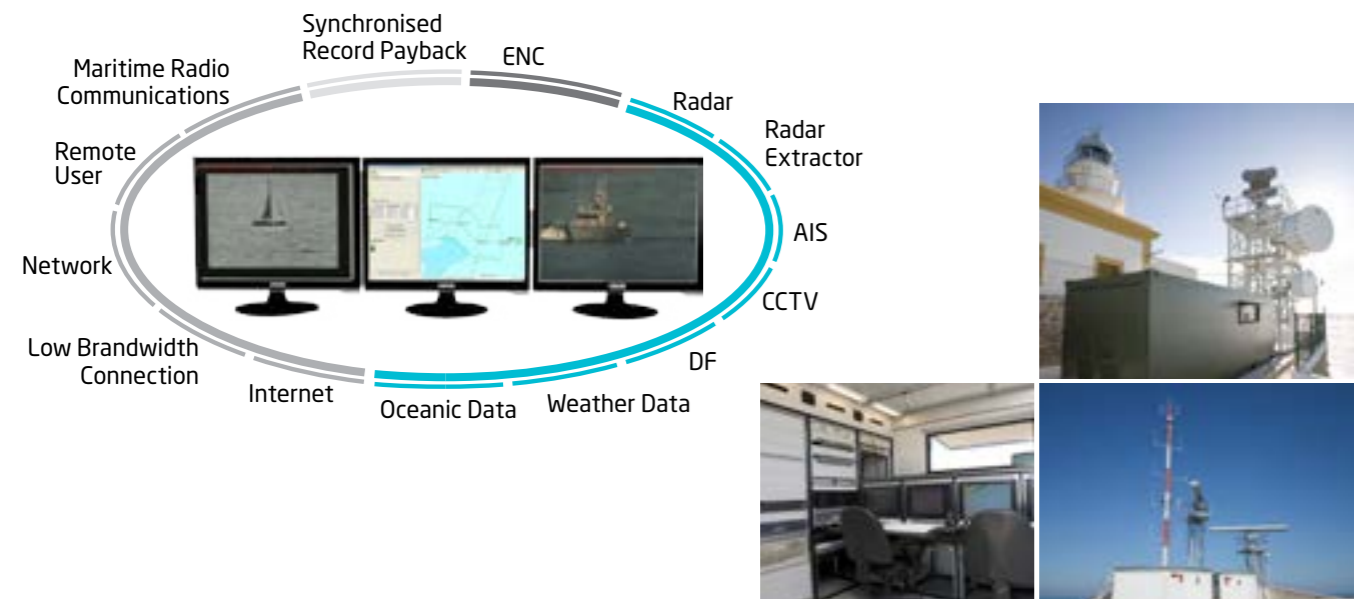 Synchronised
Record Payback
ENC
Radar
Radar
Extractor
AIS
CCTV
DF
Weather Data
Oceanic Data
Internet
Low Brandwidth
Connection
Network
Remote
User
Maritime Radio
Communications